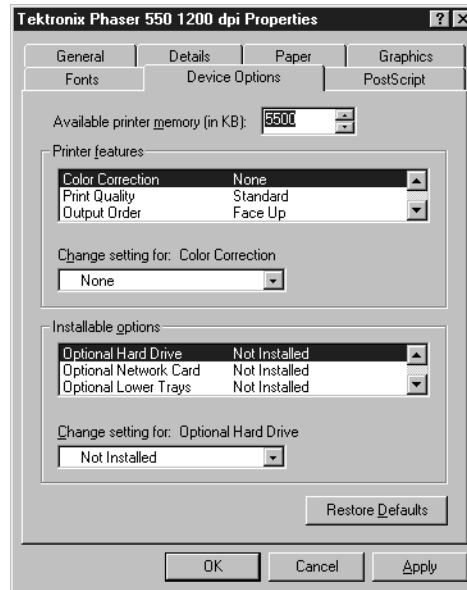 Tektronix Phaser 550 1200 dpi Properties
General Details Paper Graphics
Fonts Device Options PostScript
Available printer memory (in KB): 5500
Printer features
Color Correction None
Print Quality Standard
Output Order Face Up
Change setting for: Color Correction
None
Installable options
Optional Hard Drive Not Installed
Optional Network Card Not Installed
Optional Lower Trays Not Installed
Change setting for: Optional Hard Drive
Not Installed
Restore Defaults
OK Cancel Apply